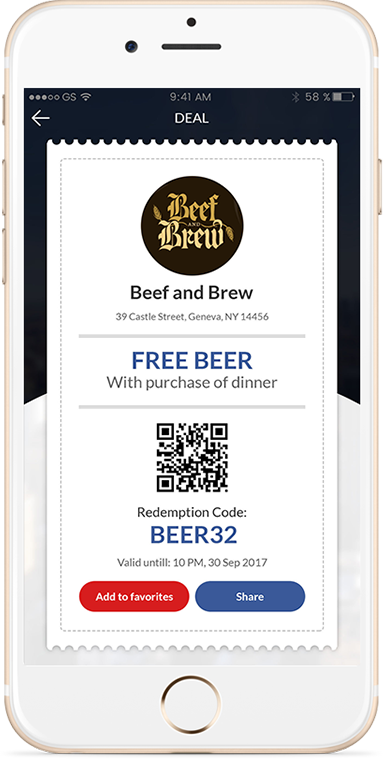 GS 9:41 AM 58 %
DEAL
Beef
AND
Brew
Beef and Brew
39 Castle Street, Geneva, NY 14456
FREE BEER
With purchase of dinner
Redemption Code:
BEER32
Valid untill: 10 PM, 30 Sep 2017
Add to favorites Share